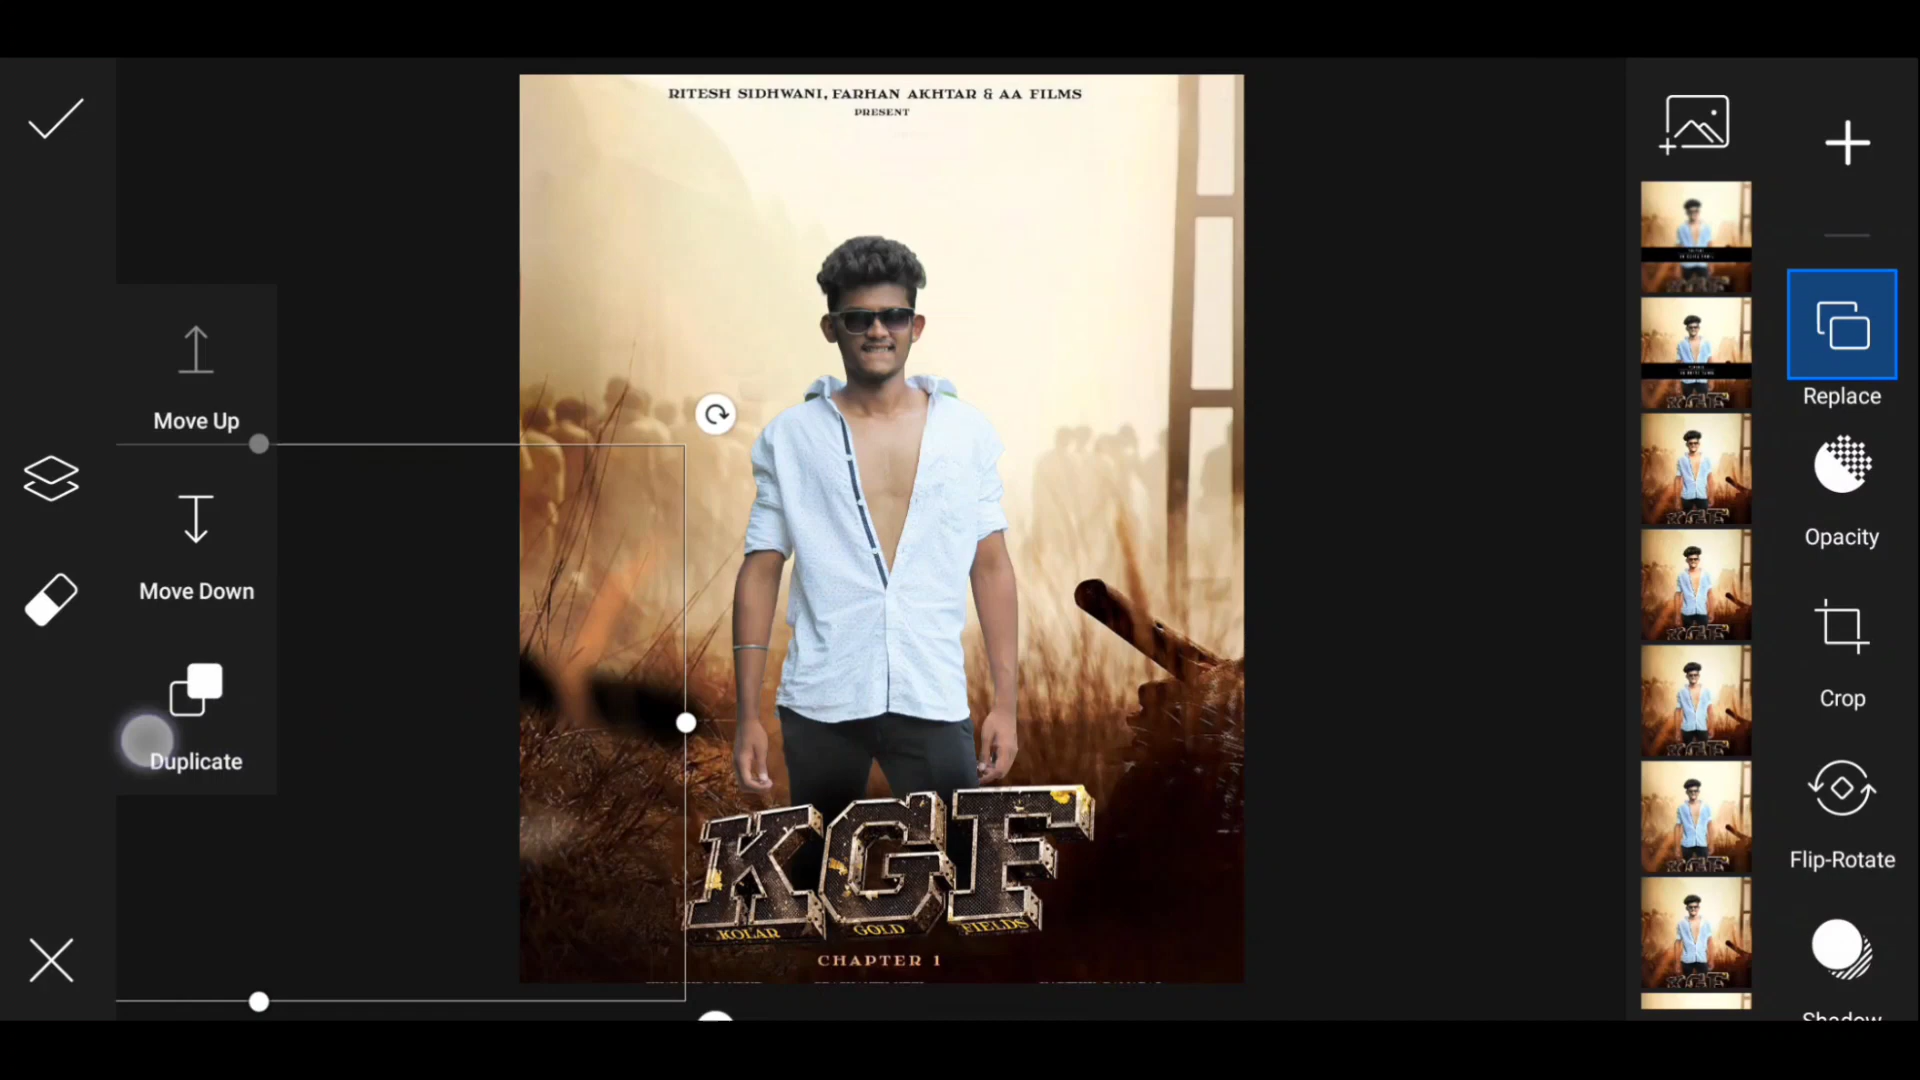 RITESH SIDHWANI, FARHAN AKHTAR & AA FILMS
PRESENT
Move Up
Move Down
Duplicate
KGF
KOLAR GOLD FIELDS
CHAPTER 1
Replace
Opacity
Crop
Flip-Rotate
Shadow